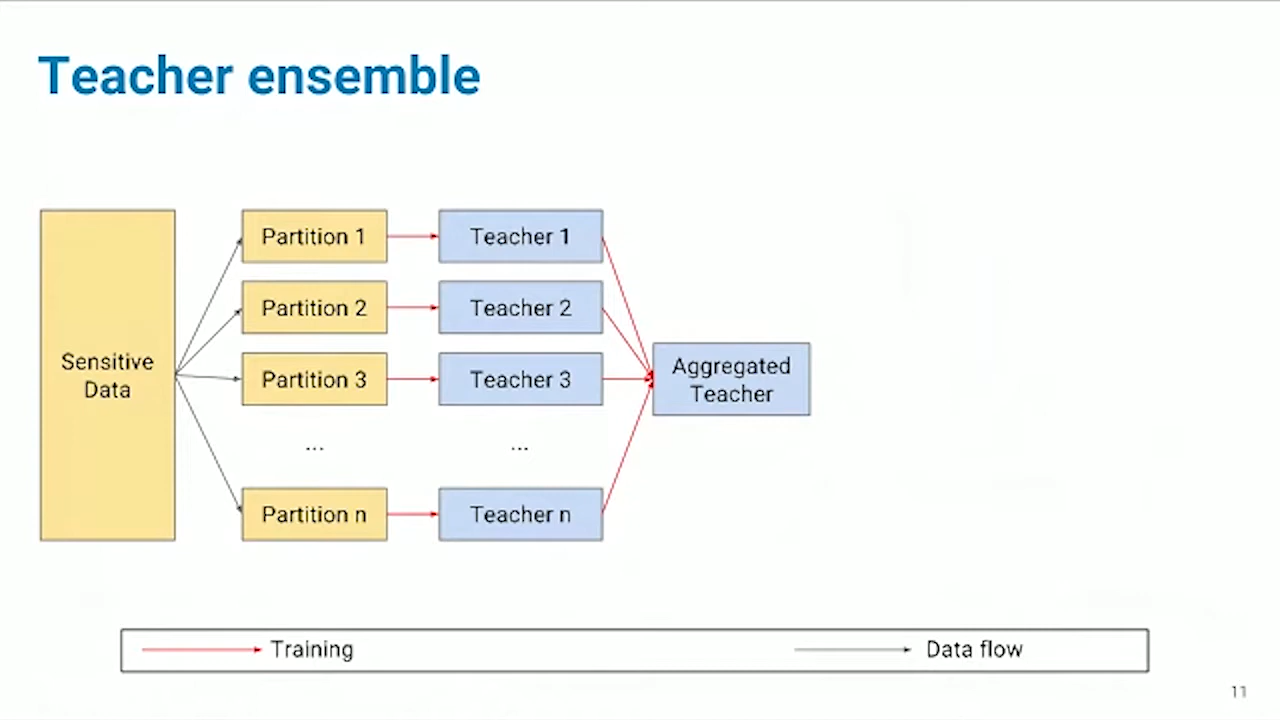 Teacher ensemble
Sensitive
Data
Partition 1
Teacher 1
Partition 2
Teacher 2
Partition 3
Teacher 3
Aggregated
Teacher
...
...
Partition n
Teacher n
Training
Data flow
11